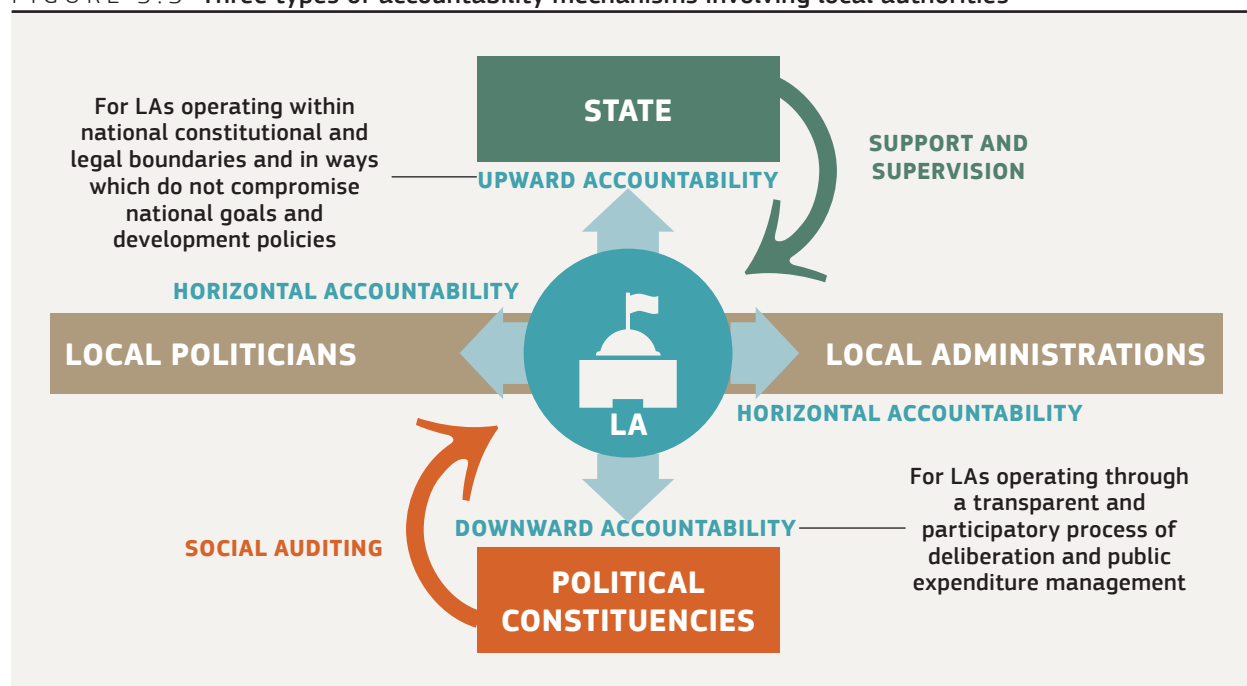 Three types of accountability mechanisms involving local authorities
STATE
For LAs operating within
national constitutional and
legal boundaries and in ways
which do not compromise
national goals and
development policies
SUPPORT AND
SUPERVISION
UPWARD ACCOUNTABILITY
HORIZONTAL ACCOUNTABILITY
LOCAL POLITICIANS
LOCAL ADMINISTRATIONS
LA
HORIZONTAL ACCOUNTABILITY
For LAs operating through
a transparent and
participatory process of
deliberation and public
expenditure management
DOWNWARD ACCOUNTABILITY
SOCIAL AUDITING
POLITICAL
CONSTITUENCIES